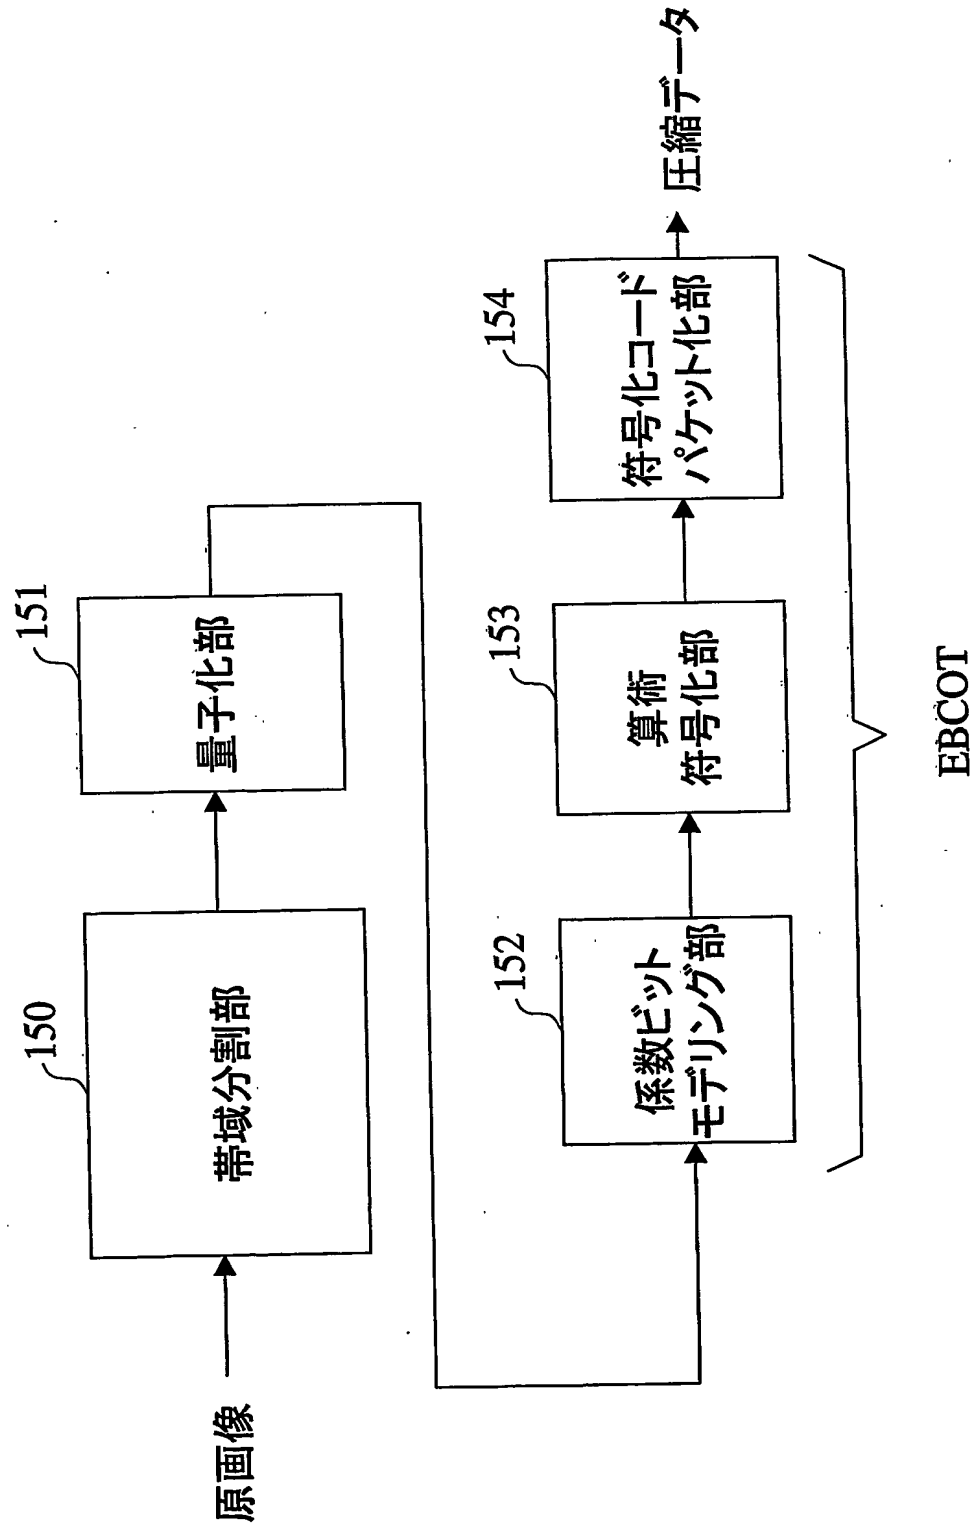 原画像
150
帯域分割部
151
量子化部
152
係数ビット
モデリング部
153
算術
符号化部
154
符号化コード
パケット化部
圧縮データ
EBCOT